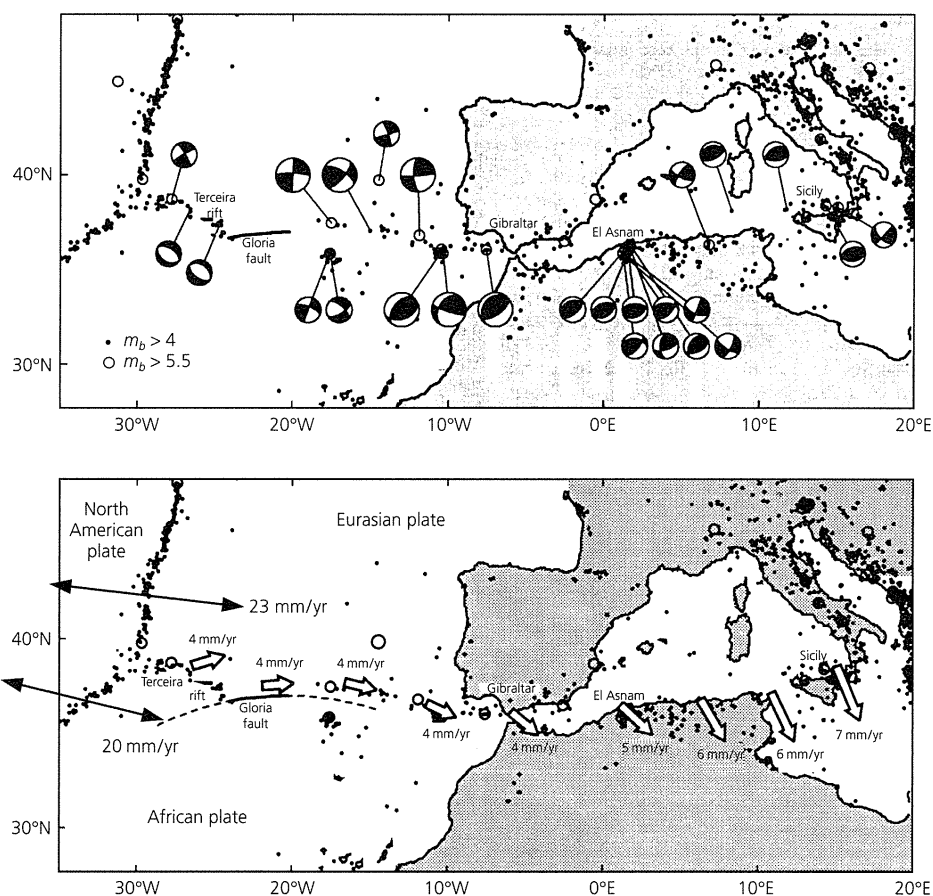 40°N
30°N
Terceira
rift
Gloria
fault
Gibraltar
El Asnam
Sicily
m_b > 4
m_b > 5.5
30°W
20°W
10°W
0°E
10°E
20°E
North
American
plate
Eurasian plate
23 mm/yr
40°N
4 mm/yr
4 mm/yr
4 mm/yr
Terceira
rift
Gloria
fault
Gibraltar
El Asnam
Sicily
20 mm/yr
4 mm/yr
4 mm/yr
5 mm/yr
6 mm/yr
6 mm/yr
7 mm/yr
African plate
30°N
30°W
20°W
10°W
0°E
10°E
20°E